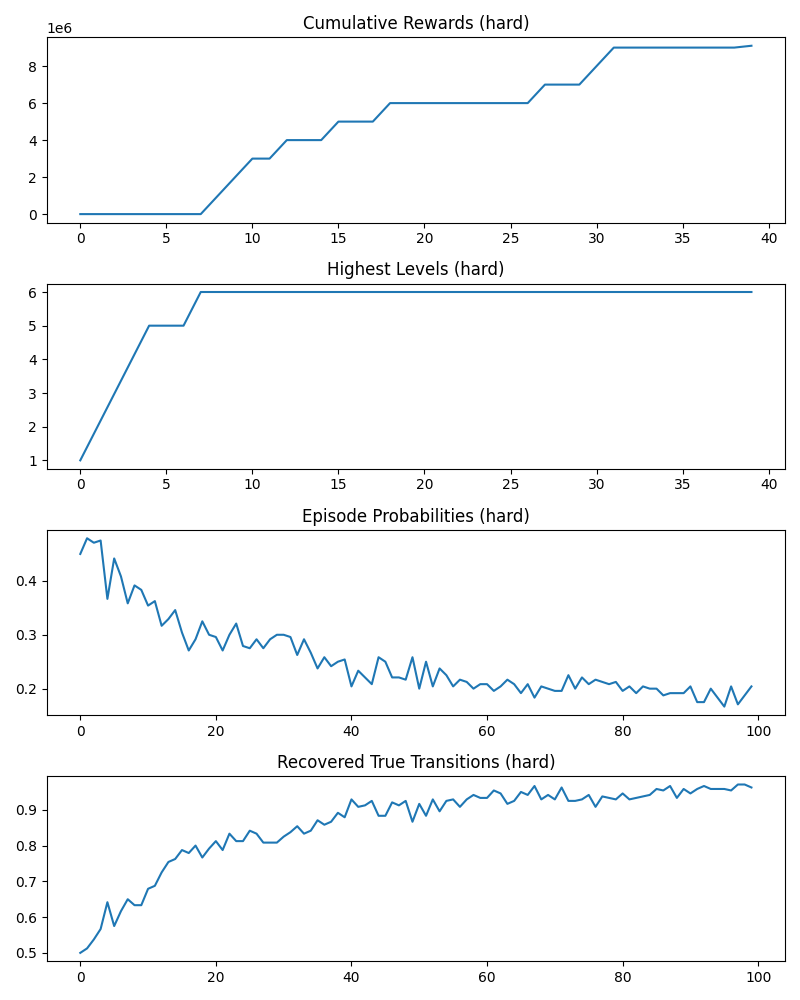 Cumulative Rewards (hard)
1e6
8
6
4
2
0
0 5 10 15 20 25 30 35 40
Highest Levels (hard)
6
5
4
3
2
1
0 5 10 15 20 25 30 35 40
Episode Probabilities (hard)
0.4
0.3
0.2
0 20 40 60 80 100
Recovered True Transitions (hard)
0.9
0.8
0.7
0.6
0.5
0 20 40 60 80 100